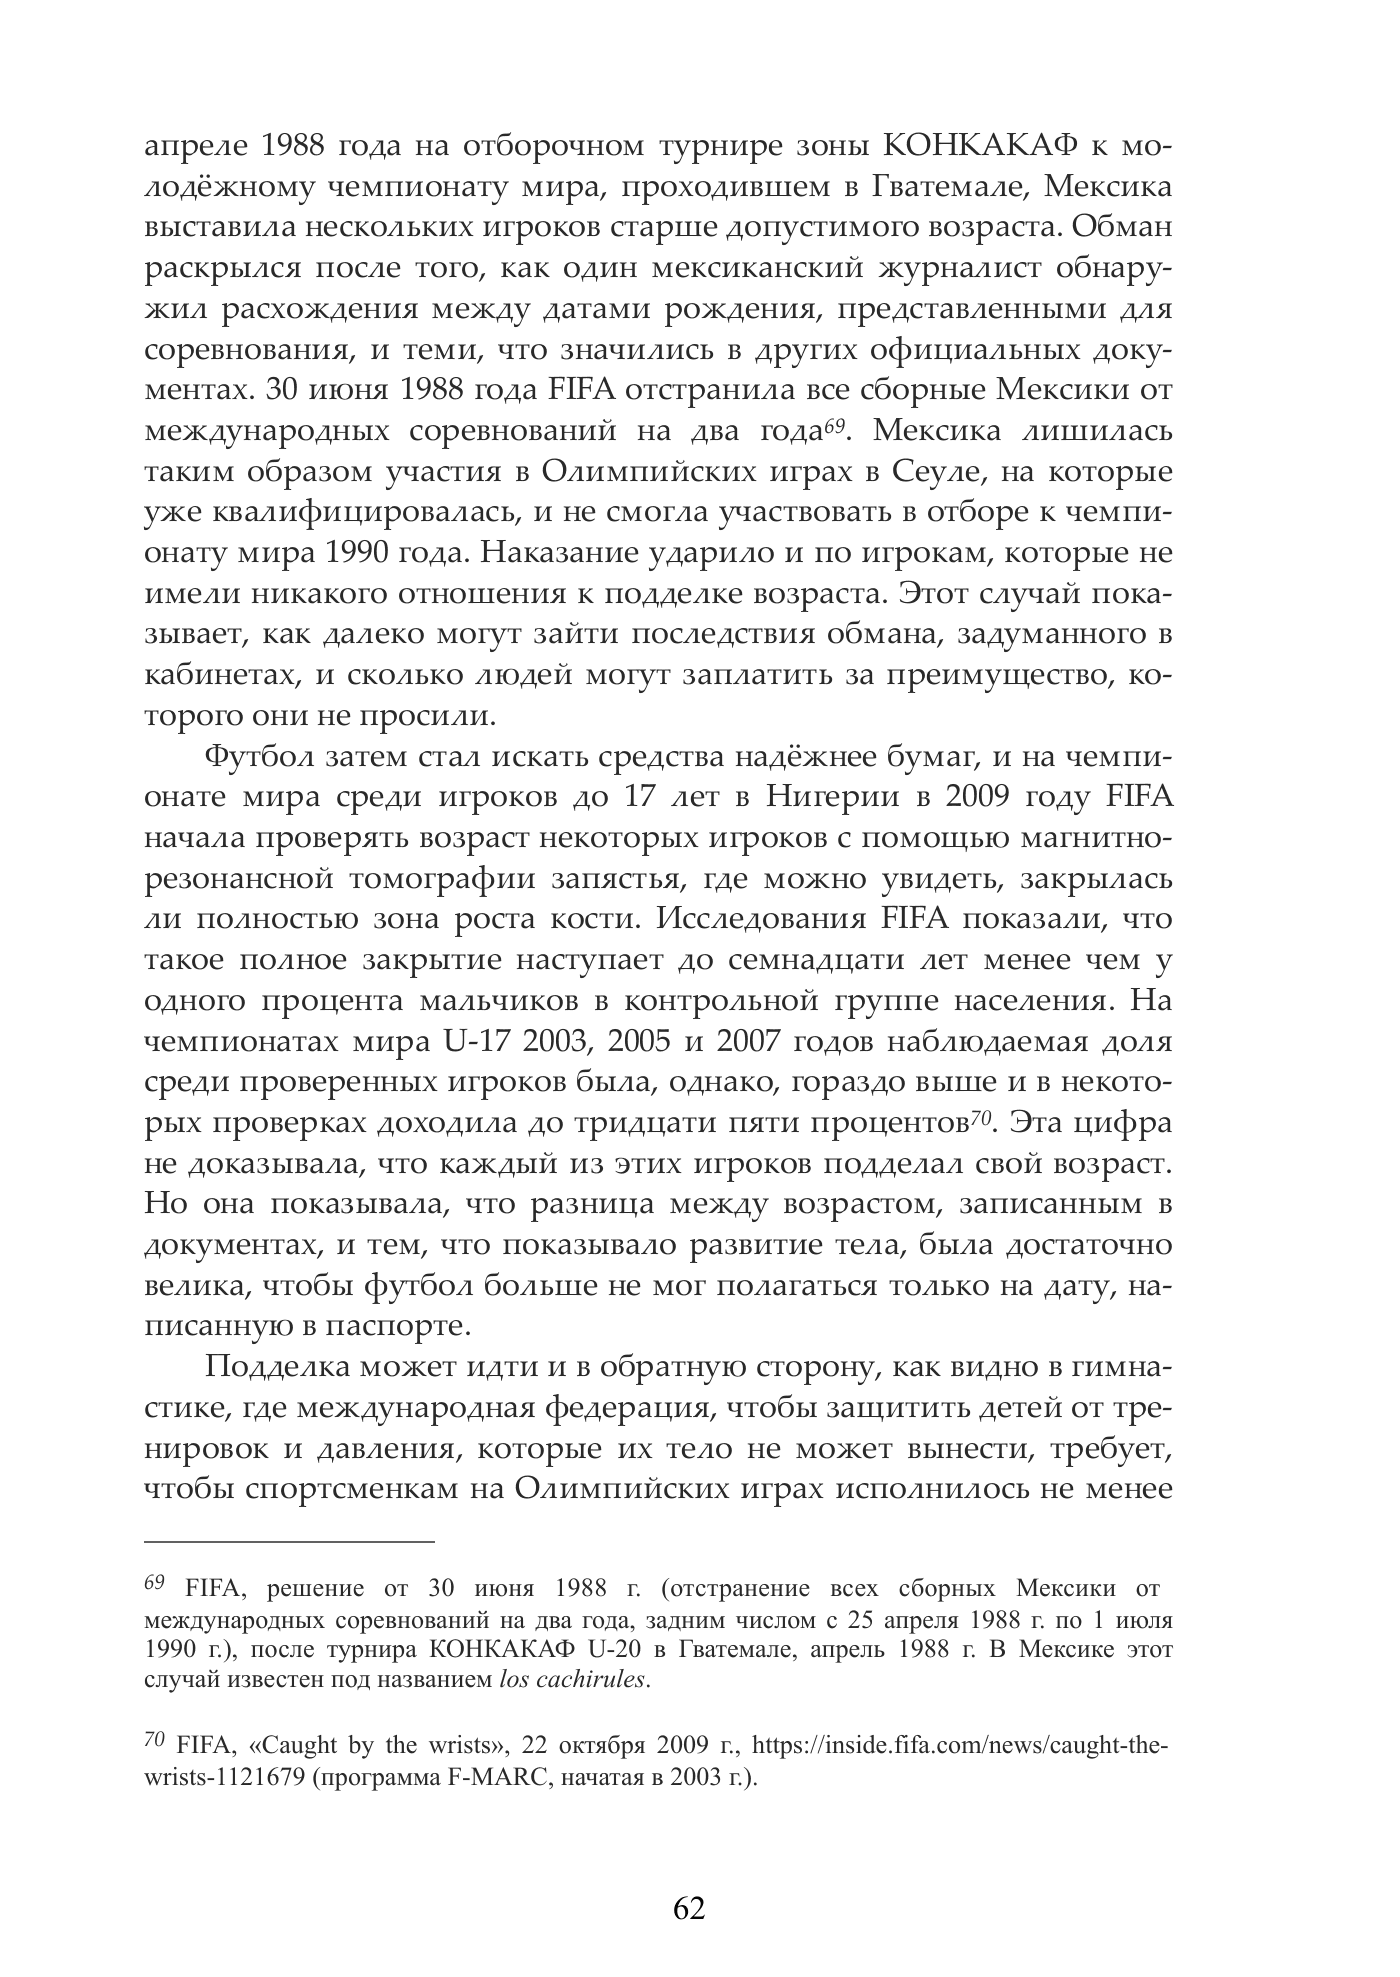 апреле 1988 года на отборочном турнире зоны КОНКАКАФ к мо-
лодёжному чемпионату мира, проходившем в Гватемале, Мексика
выставила нескольких игроков старше допустимого возраста. Обман
раскрылся после того, как один мексиканский журналист обнару-
жил расхождения между датами рождения, представленными для
соревнования, и теми, что значились в других официальных доку-
ментах. 30 июня 1988 года FIFA отстранила все сборные Мексики от
международных соревнований на два года69. Мексика лишилась
таким образом участия в Олимпийских играх в Сеуле, на которые
уже квалифицировалась, и не смогла участвовать в отборе к чемпи-
онату мира 1990 года. Наказание ударило и по игрокам, которые не
имели никакого отношения к подделке возраста. Этот случай пока-
зывает, как далеко могут зайти последствия обмана, задуманного в
кабинетах, и сколько людей могут заплатить за преимущество, ко-
торого они не просили.
Футбол затем стал искать средства надёжнее бумаг, и на чемпи-
онате мира среди игроков до 17 лет в Нигерии в 2009 году FIFA
начала проверять возраст некоторых игроков с помощью магнитно-
резонансной томографии запястья, где можно увидеть, закрылась
ли полностью зона роста кости. Исследования FIFA показали, что
такое полное закрытие наступает до семнадцати лет менее чем у
одного процента мальчиков в контрольной группе населения. На
чемпионатах мира U-17 2003, 2005 и 2007 годов наблюдаемая доля
среди проверенных игроков была, однако, гораздо выше и в некото-
рых проверках доходила до тридцати пяти процентов70. Эта цифра
не доказывала, что каждый из этих игроков подделал свой возраст.
Но она показывала, что разница между возрастом, записанным в
документах, и тем, что показывало развитие тела, была достаточно
велика, чтобы футбол больше не мог полагаться только на дату, на-
писанную в паспорте.
Подделка может идти и в обратную сторону, как видно в гимна-
стике, где международная федерация, чтобы защитить детей от тре-
нировок и давления, которые их тело не может вынести, требует,
чтобы спортсменкам на Олимпийских играх исполнилось не менее
69 FIFA, решение от 30 июня 1988 г. (отстранение всех сборных Мексики от
международных соревнований на два года, задним числом с 25 апреля 1988 г. по 1 июля
1990 г.), после турнира КОНКАКАФ U-20 в Гватемале, апрель 1988 г. В Мексике этот
случай известен под названием los cachirules.
70 FIFA, «Caught by the wrists», 22 октября 2009 г., https://inside.fifa.com/news/caught-the-
wrists-1121679 (программа F-MARC, начатая в 2003 г.).
62